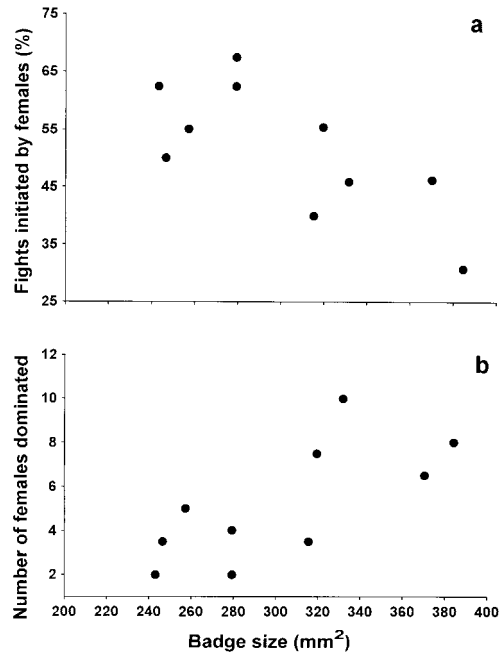 75
a
65
55
45
35
25
Fights initiated by females (%)
12
b
10
8
6
4
2
Number of females dominated
200 220 240 260 280 300 320 340 360 380 400
Badge size (mm²)